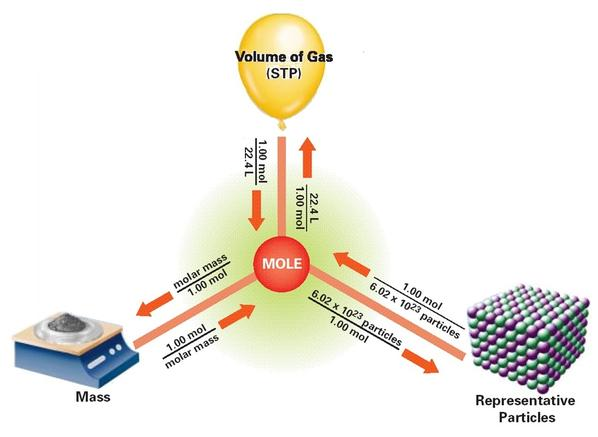 Volume of Gas
(STP)
1.00 mol
22.4 L
22.4 L
1.00 mol
MOLE
molar mass
1.00 mol
1.00 mol
molar mass
1.00 mol
6.02 x 10²³ particles
6.02 x 10²³ particles
1.00 mol
Mass
Representative
Particles